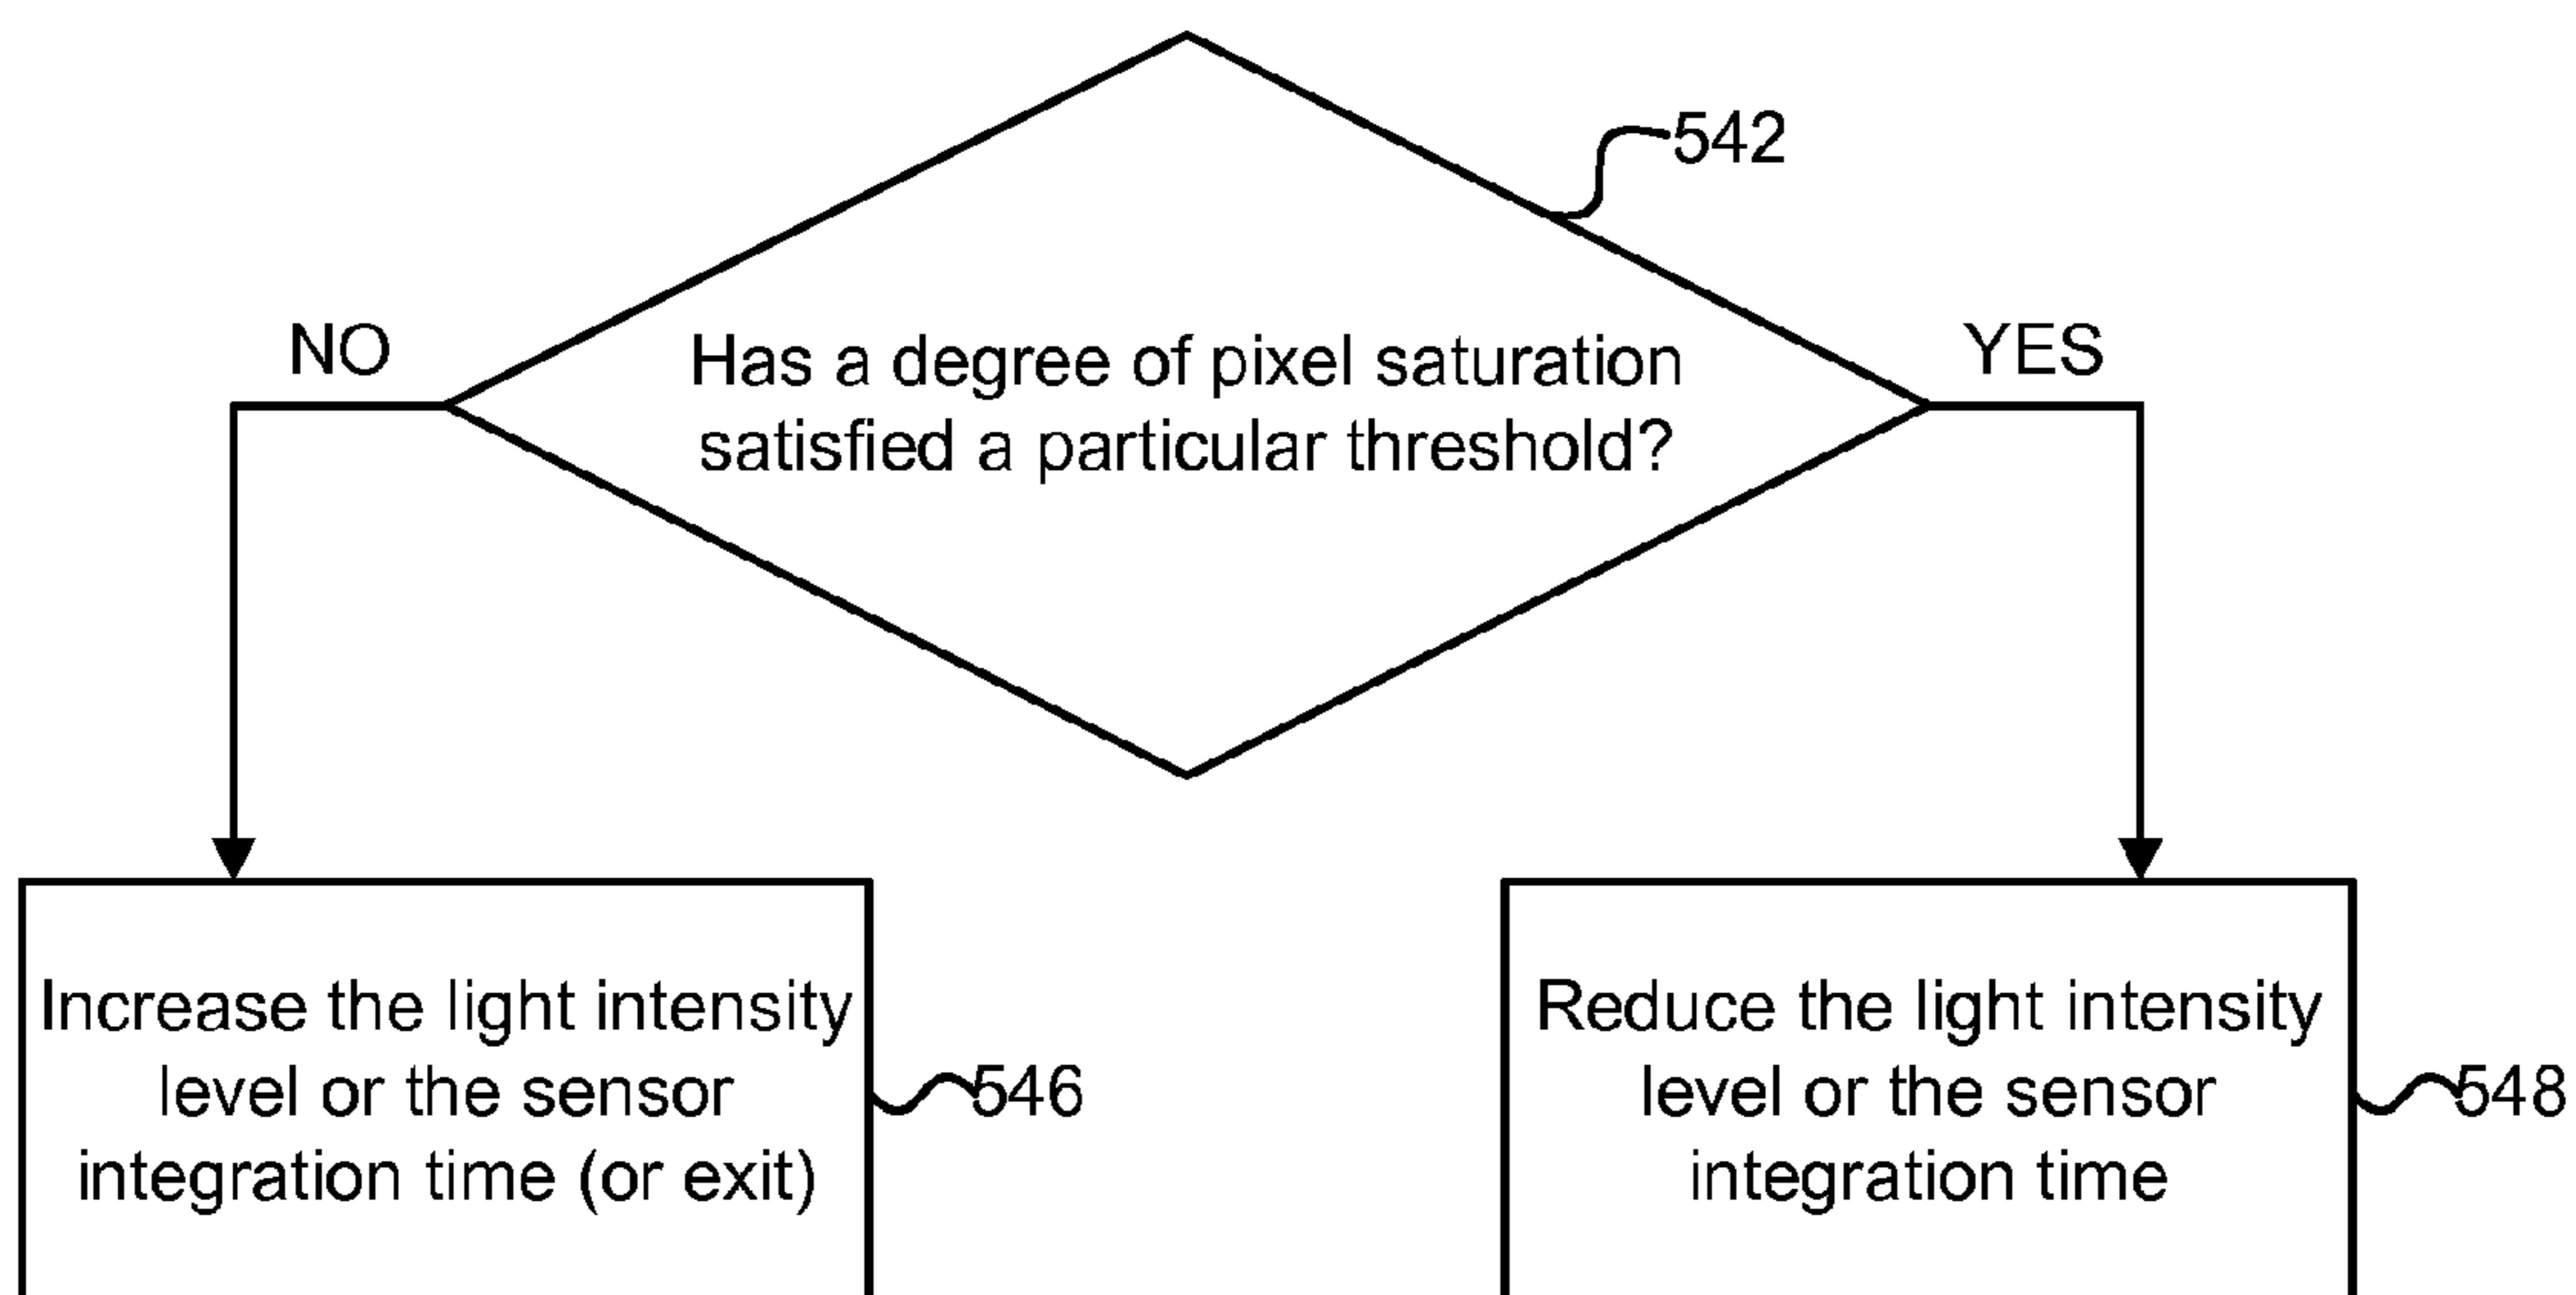 542
NO
YES
Has a degree of pixel saturation
satisfied a particular threshold?
Increase the light intensity
level or the sensor
integration time (or exit)
546
Reduce the light intensity
level or the sensor
integration time
548